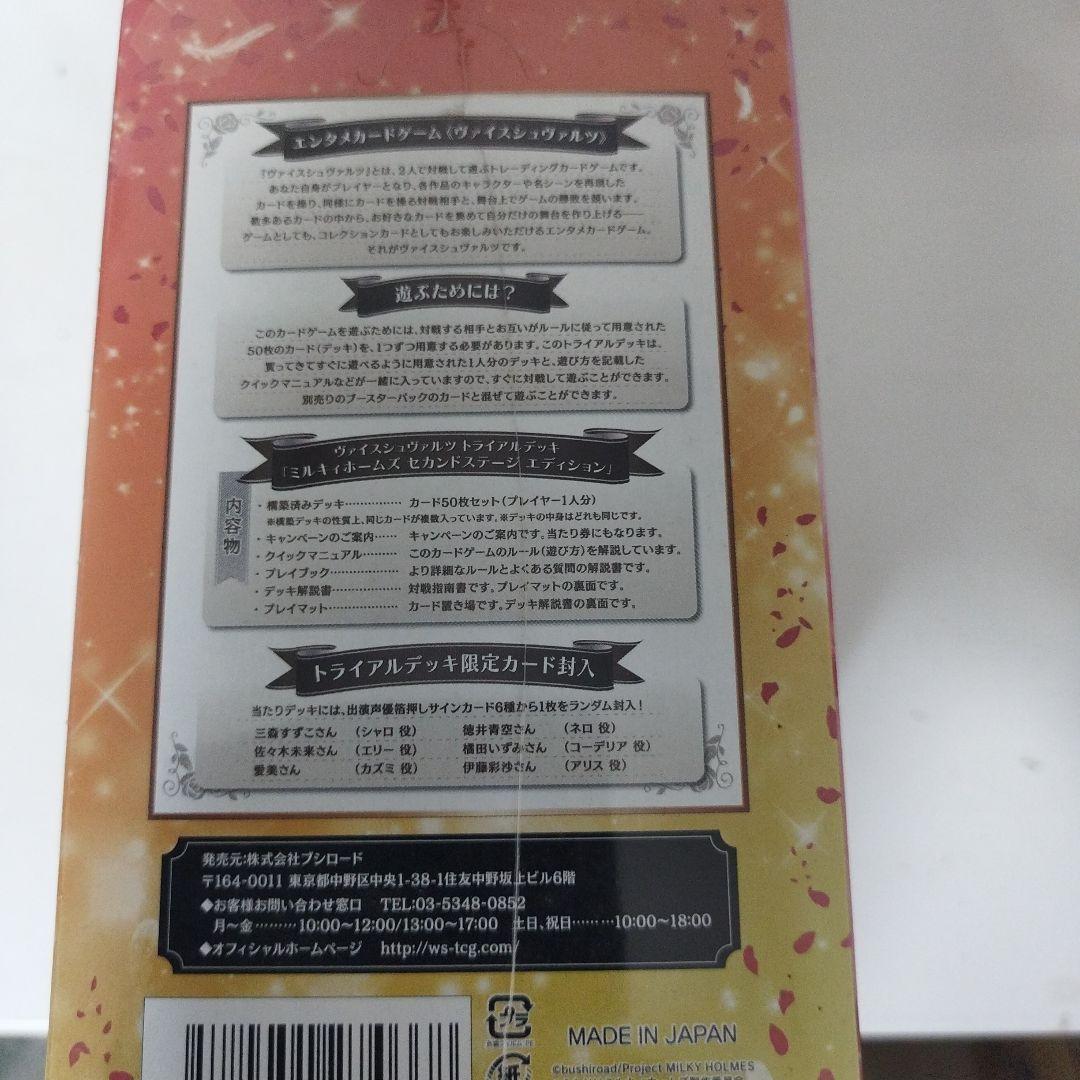 エンタメカードゲーム《ヴァイスシュヴァルツ》
『ヴァイスシュヴァルツ』とは、2人で対戦して遊ぶトレーディングカードゲームです。
あなた自身がプレイヤーとなり、各作品のキャラクターや名シーンを再現した
カードを操り、同様にカードを操る対戦相手と、舞台上でゲームの勝敗を競います。
数多あるカードの中から、お好きなカードを集めて自分だけの舞台を作り上げる——
ゲームとしても、コレクションカードとしてもお楽しみいただけるエンタメカードゲーム。
それがヴァイスシュヴァルツです。
遊ぶためには?
このカードゲームを遊ぶためには、対戦する相手とお互いがルールに従って用意された
50枚のカード(デッキ)を、1つずつ用意する必要があります。このトライアルデッキは、
買ってきてすぐに遊べるように用意された1人分のデッキと、遊び方を記載した
クイックマニュアルなどが一緒に入っていますので、すぐに対戦して遊ぶことができます。
別売りのブースターパックのカードと混ぜて遊ぶことができます。
ヴァイスシュヴァルツ トライアルデッキ
「ミルキィホームズ セカンドステージ エディション」
内容物
・構築済みデッキ…………… カード50枚セット(プレイヤー1人分)
※構築デッキの性質上、同じカードが複数入っています。※デッキの中身はどれも同じです。
・キャンペーンのご案内…… キャンペーンのご案内です。当たり券にもなります。
・クイックマニュアル……… このカードゲームのルール(遊び方)を解説しています。
・プレイブック……………… より詳細なルールとよくある質問の解説書です。
・デッキ解説書……………… 対戦指南書です。プレイマットの裏面です。
・プレイマット……………… カード置き場です。デッキ解説書の裏面です。
トライアルデッキ限定カード封入
当たりデッキには、出演声優箔押しサインカード6種から1枚をランダム封入!
三森すずこさん (シャロ 役) 徳井青空さん (ネロ 役)
佐々木未来さん (エリー 役) 橘田いずみさん (コーデリア 役)
愛美さん (カズミ 役) 伊藤彩沙さん (アリス 役)
発売元:株式会社ブシロード
〒164-0011 東京都中野区中央1-38-1住友中野坂上ビル6階
◆お客様お問い合わせ窓口 TEL:03-5348-0852
月〜金………10:00〜12:00/13:00〜17:00 土日、祝日………10:00〜18:00
◆オフィシャルホームページ http://ws-tcg.com/
プラ
MADE IN JAPAN
©bushiroad/Project MILKY HOLMES